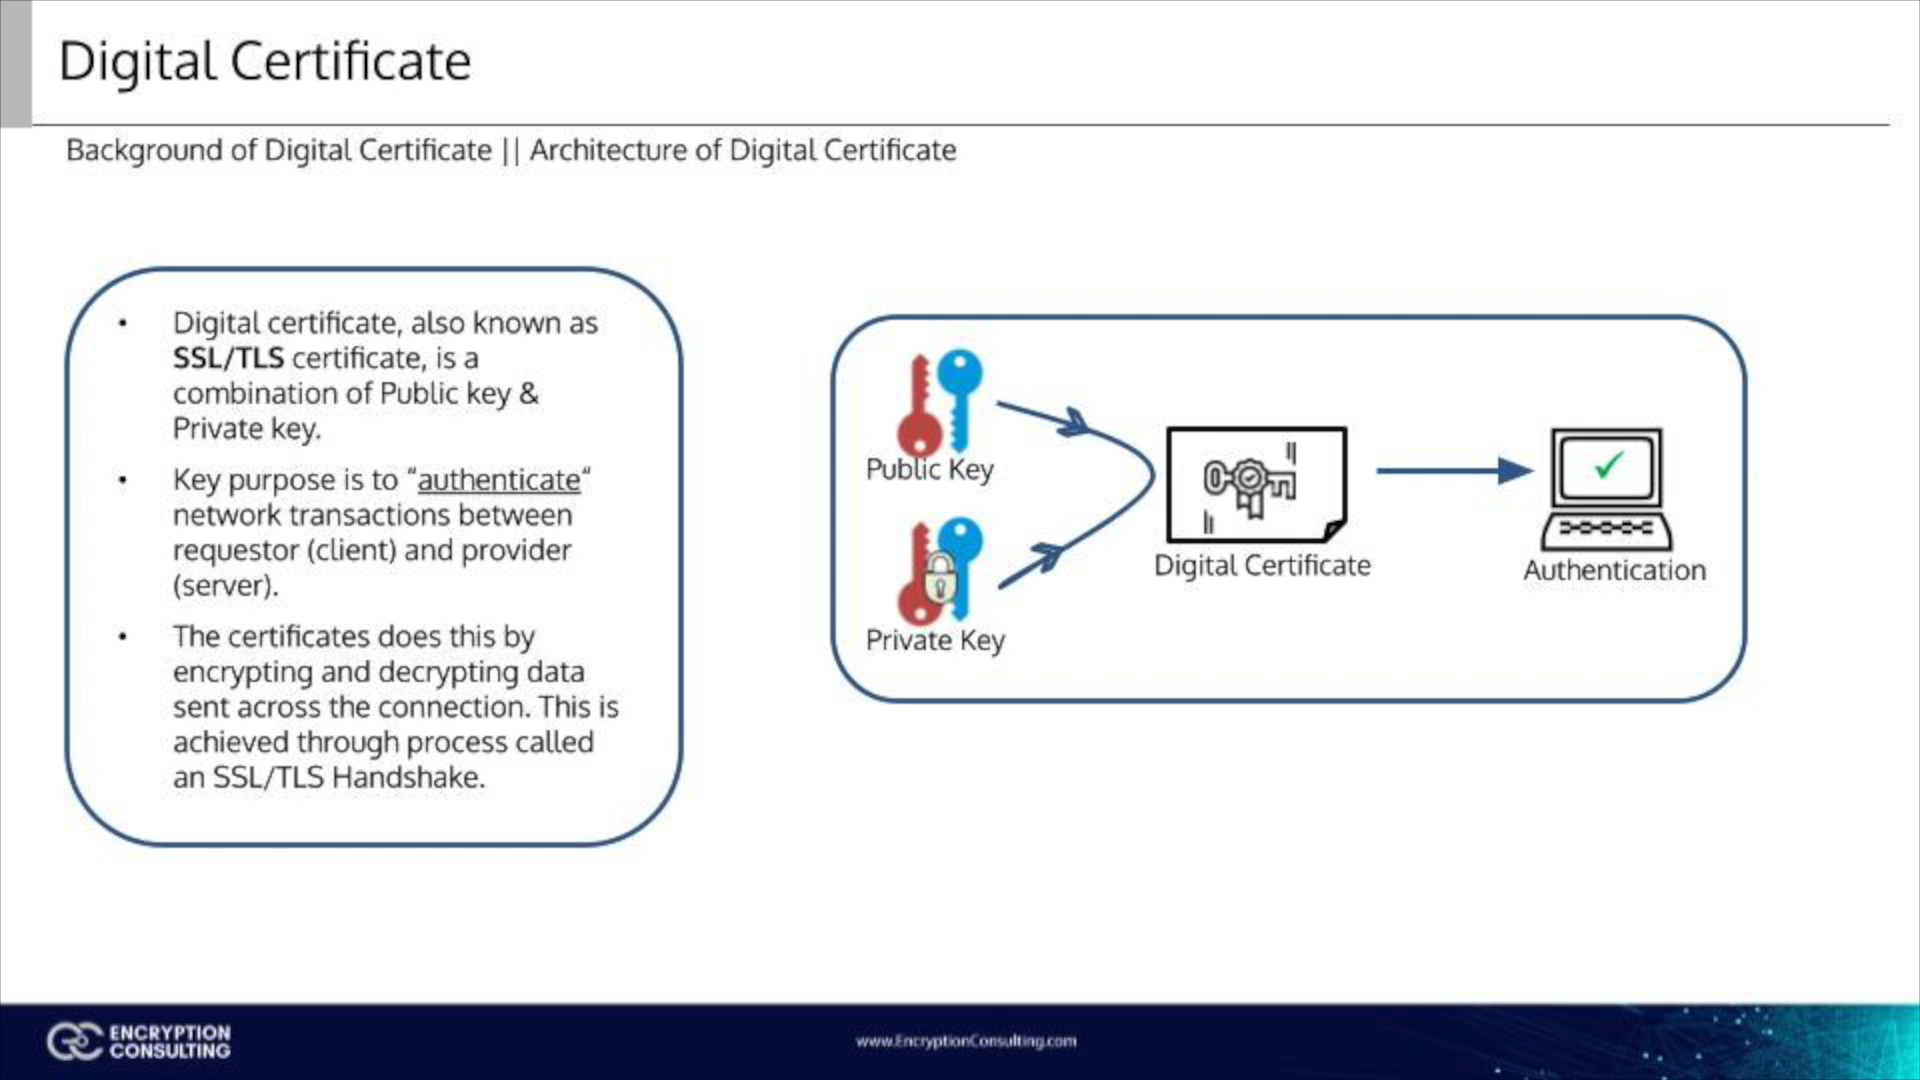 Digital Certificate
Background of Digital Certificate || Architecture of Digital Certificate
• Digital certificate, also known as
SSL/TLS certificate, is a
combination of Public key &
Private key.
• Key purpose is to “authenticate“
network transactions between
requestor (client) and provider
(server).
• The certificates does this by
encrypting and decrypting data
sent across the connection. This is
achieved through process called
an SSL/TLS Handshake.
Public Key
Private Key
Digital Certificate
Authentication
ENCRYPTION
CONSULTING
www.EncryptionConsulting.com